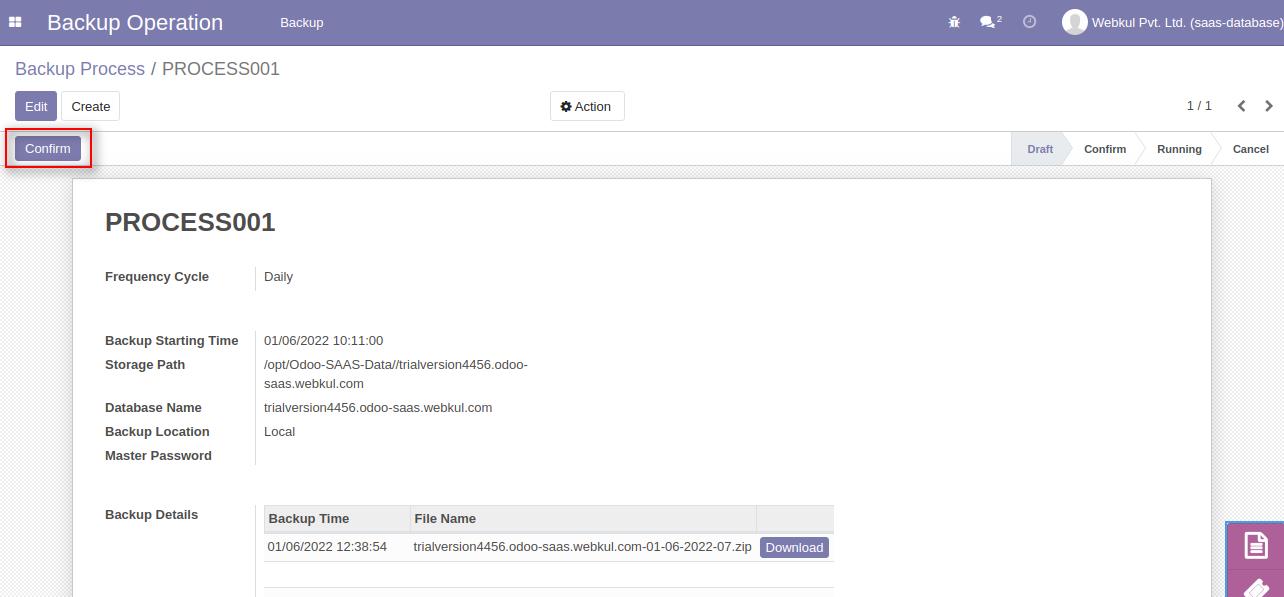 Backup Operation Backup 2 Webkul Pvt. Ltd. (saas-database)
Backup Process / PROCESS001
Edit Create Action 1 / 1
Confirm Draft Confirm Running Cancel
PROCESS001
Frequency Cycle Daily
Backup Starting Time 01/06/2022 10:11:00
Storage Path /opt/Odoo-SAAS-Data//trialversion4456.odoo-
saas.webkul.com
Database Name trialversion4456.odoo-saas.webkul.com
Backup Location Local
Master Password
Backup Details Backup Time File Name
01/06/2022 12:38:54 trialversion4456.odoo-saas.webkul.com-01-06-2022-07.zip Download